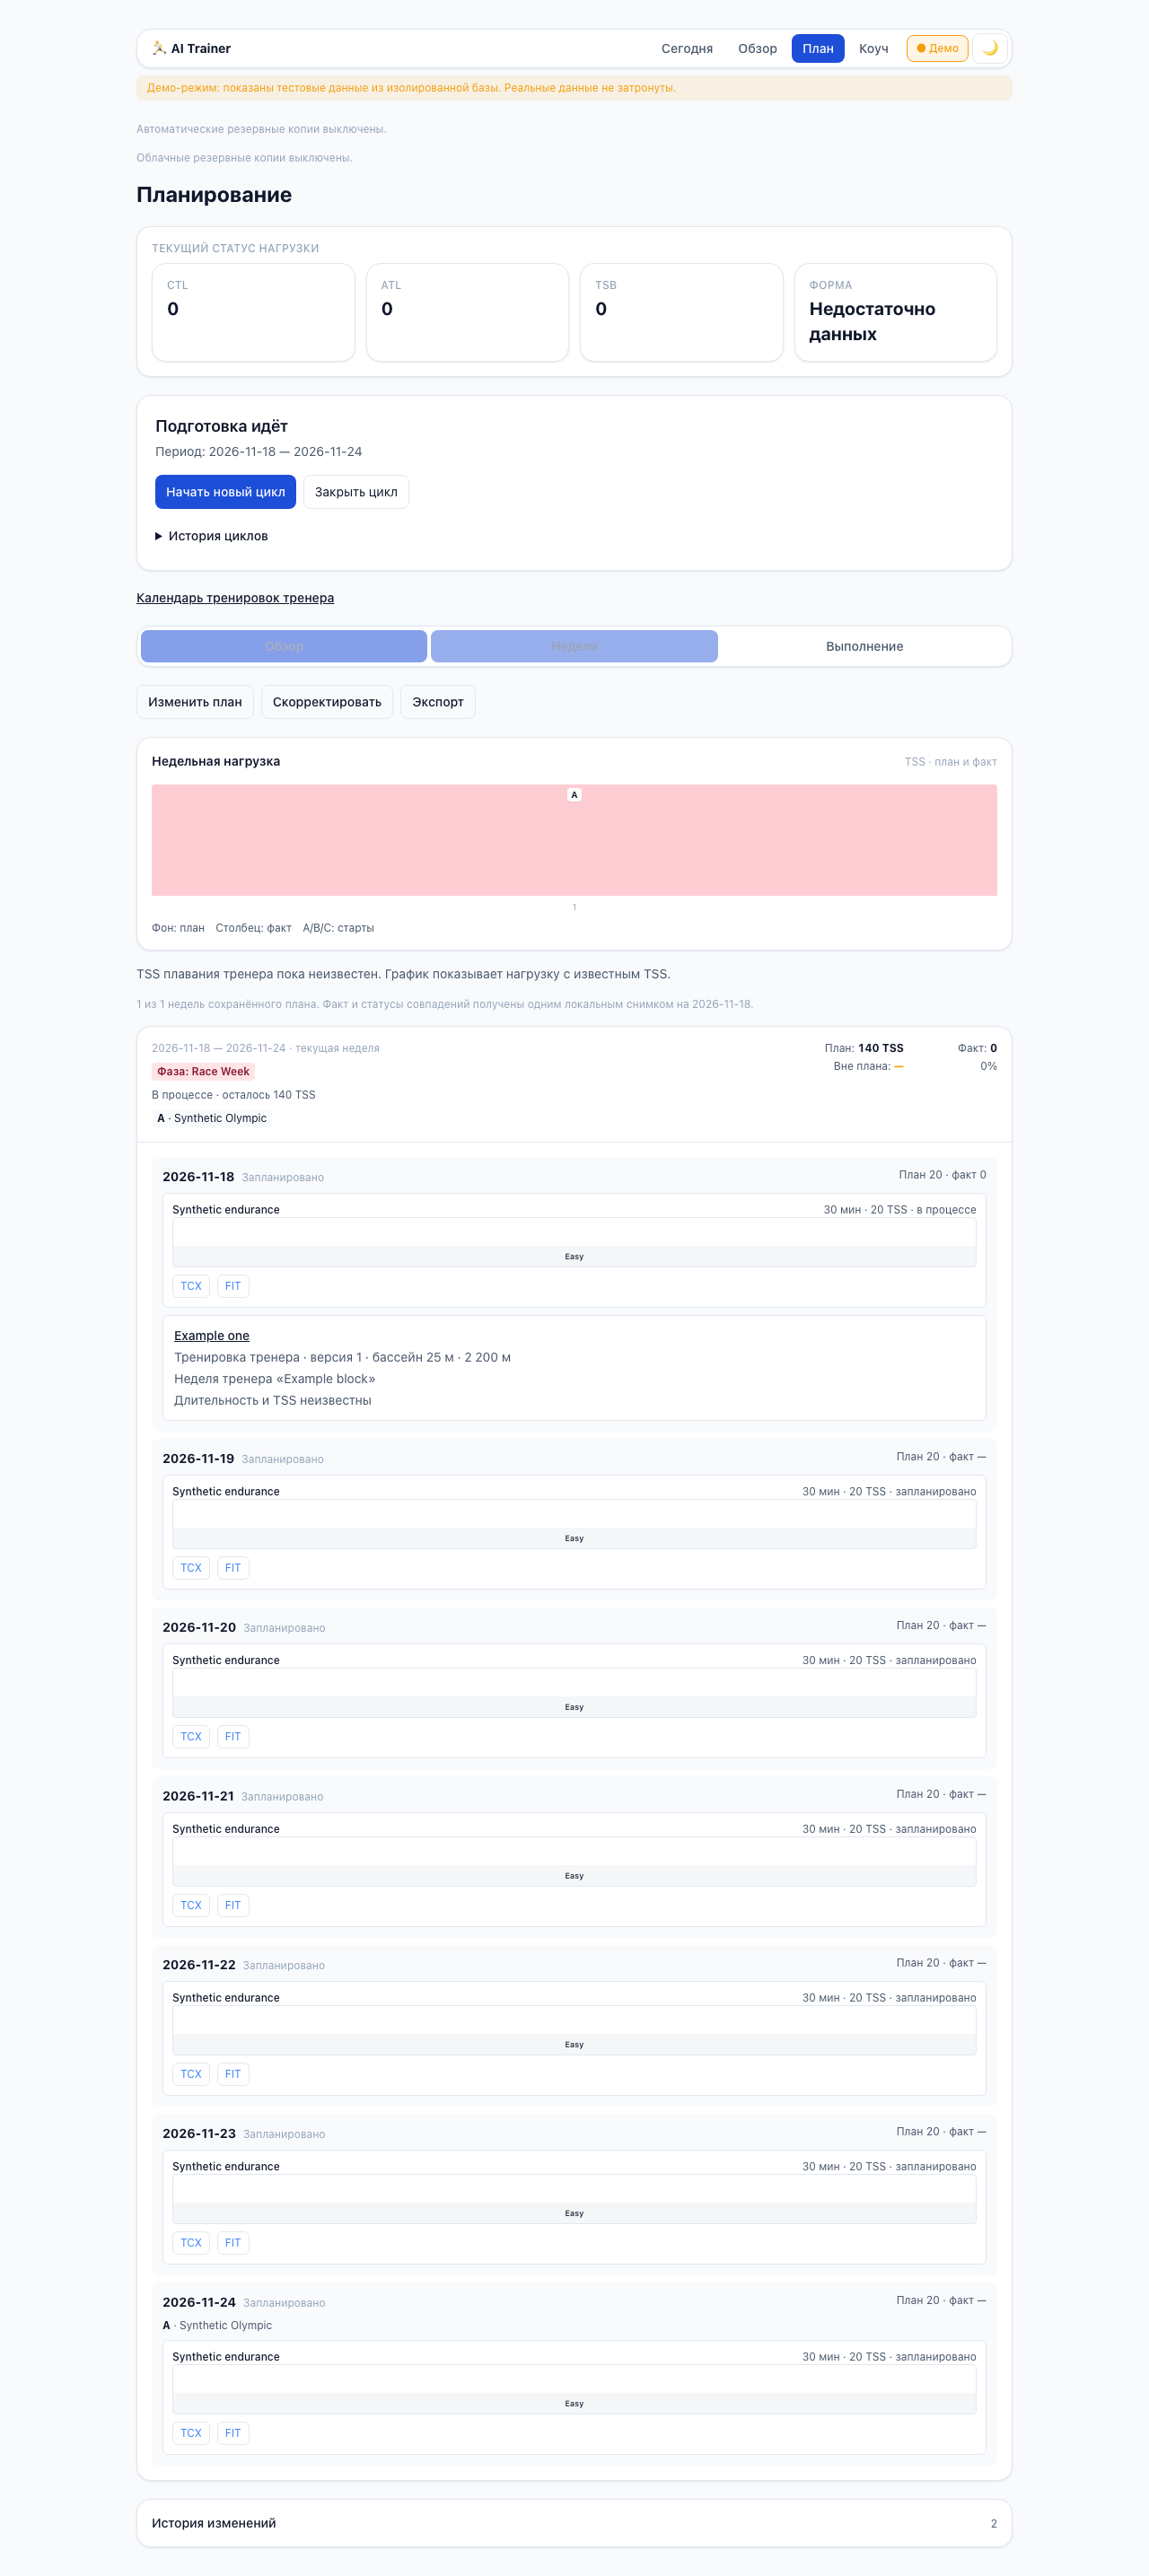 AI Trainer
Сегодня
Обзор
План
Коуч
Демо
Демо-режим: показаны тестовые данные из изолированной базы. Реальные данные не затронуты.
Автоматические резервные копии выключены.
Облачные резервные копии выключены.
Планирование
ТЕКУЩИЙ СТАТУС НАГРУЗКИ
CTL
0
ATL
0
TSB
0
ФОРМА
Недостаточно
данных
Подготовка идёт
Период: 2026-11-18 — 2026-11-24
Начать новый цикл
Закрыть цикл
История циклов
Календарь тренировок тренера
Обзор
Недели
Выполнение
Изменить план
Скорректировать
Экспорт
Недельная нагрузка
TSS · план и факт
A
1
Фон: план
Столбец: факт
A/B/C: старты
TSS плавания тренера пока неизвестен. График показывает нагрузку с известным TSS.
1 из 1 недель сохранённого плана. Факт и статусы совпадений получены одним локальным снимком на 2026-11-18.
2026-11-18 — 2026-11-24 · текущая неделя
План: 140 TSS
Факт: 0
Фаза: Race Week
Вне плана: —
0%
В процессе · осталось 140 TSS
A · Synthetic Olympic
2026-11-18 Запланировано
План 20 · факт 0
Synthetic endurance
30 мин · 20 TSS · в процессе
Easy
TCX
FIT
Example one
Тренировка тренера · версия 1 · бассейн 25 м · 2 200 м
Неделя тренера «Example block»
Длительность и TSS неизвестны
2026-11-19 Запланировано
План 20 · факт —
Synthetic endurance
30 мин · 20 TSS · запланировано
Easy
TCX
FIT
2026-11-20 Запланировано
План 20 · факт —
Synthetic endurance
30 мин · 20 TSS · запланировано
Easy
TCX
FIT
2026-11-21 Запланировано
План 20 · факт —
Synthetic endurance
30 мин · 20 TSS · запланировано
Easy
TCX
FIT
2026-11-22 Запланировано
План 20 · факт —
Synthetic endurance
30 мин · 20 TSS · запланировано
Easy
TCX
FIT
2026-11-23 Запланировано
План 20 · факт —
Synthetic endurance
30 мин · 20 TSS · запланировано
Easy
TCX
FIT
2026-11-24 Запланировано
План 20 · факт —
A · Synthetic Olympic
Synthetic endurance
30 мин · 20 TSS · запланировано
Easy
TCX
FIT
История изменений
2